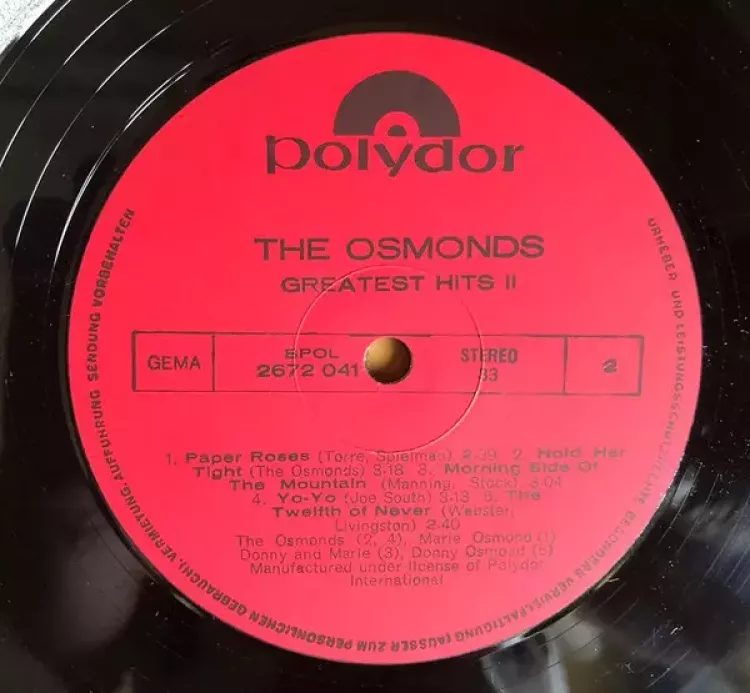 polydor
THE OSMONDS
GREATEST HITS II
GEMA
SPOL
2672 041
STEREO
33
2
1. Paper Roses (Torre, Spielman) 2-39 2. Hold Her
Tight (The Osmonds) 3-18 3. Morning Side Of
The Mountain (Manning, Stock) 3-04
4. Yo-Yo (Joe South) 3-13 5. The
Twelfth of Never (Webster,
Livingston) 2-40
The Osmonds (2, 4), Marie Osmond (1)
Donny and Marie (3), Donny Osmond (5)
Manufactured under license of Polydor
International
URHEBER UND LEISTUNGSSCHUTZRECHTE BESONDERS VERVIELFÄLTIGUNG (AUSSER ZUM PERSÖNLICHEN GEBRAUCH), VERMIETUNG, AUFFÜHRUNG SENDUNG VORBEHALTEN